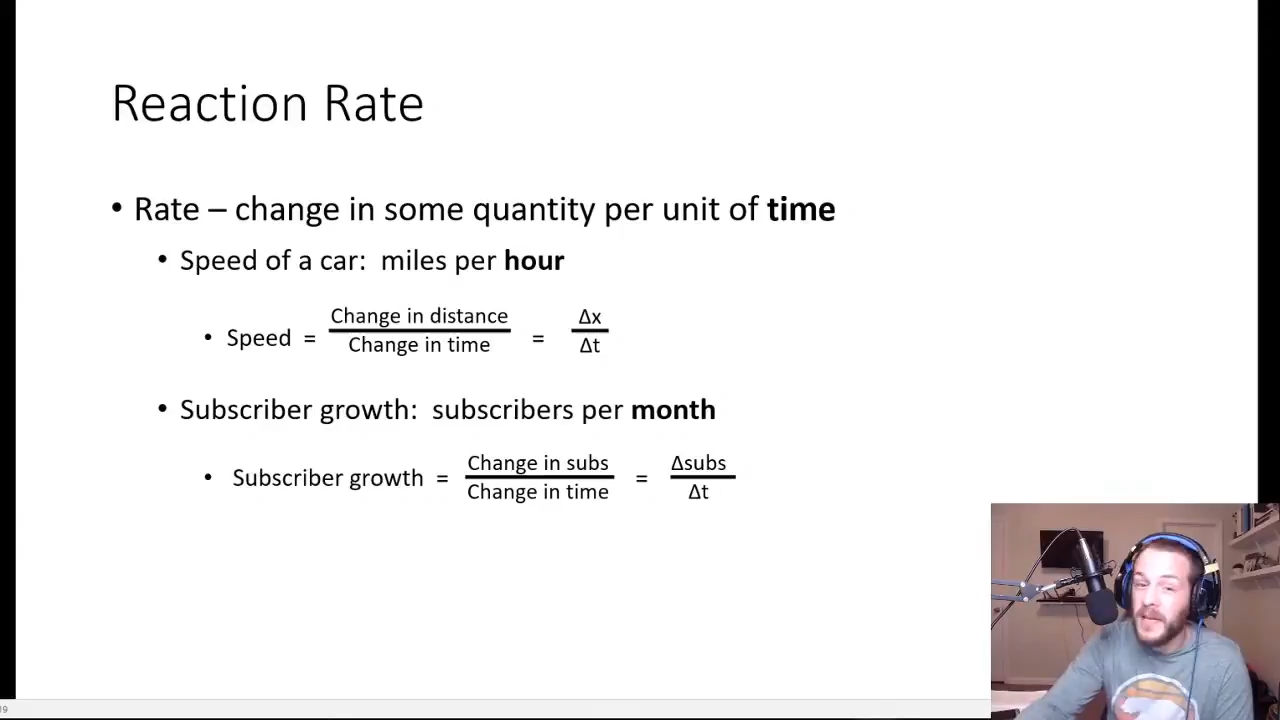 Reaction Rate
• Rate – change in some quantity per unit of time
• Speed of a car: miles per hour
• Speed = Change in distance / Change in time = Δx / Δt
• Subscriber growth: subscribers per month
• Subscriber growth = Change in subs / Change in time = Δsubs / Δt